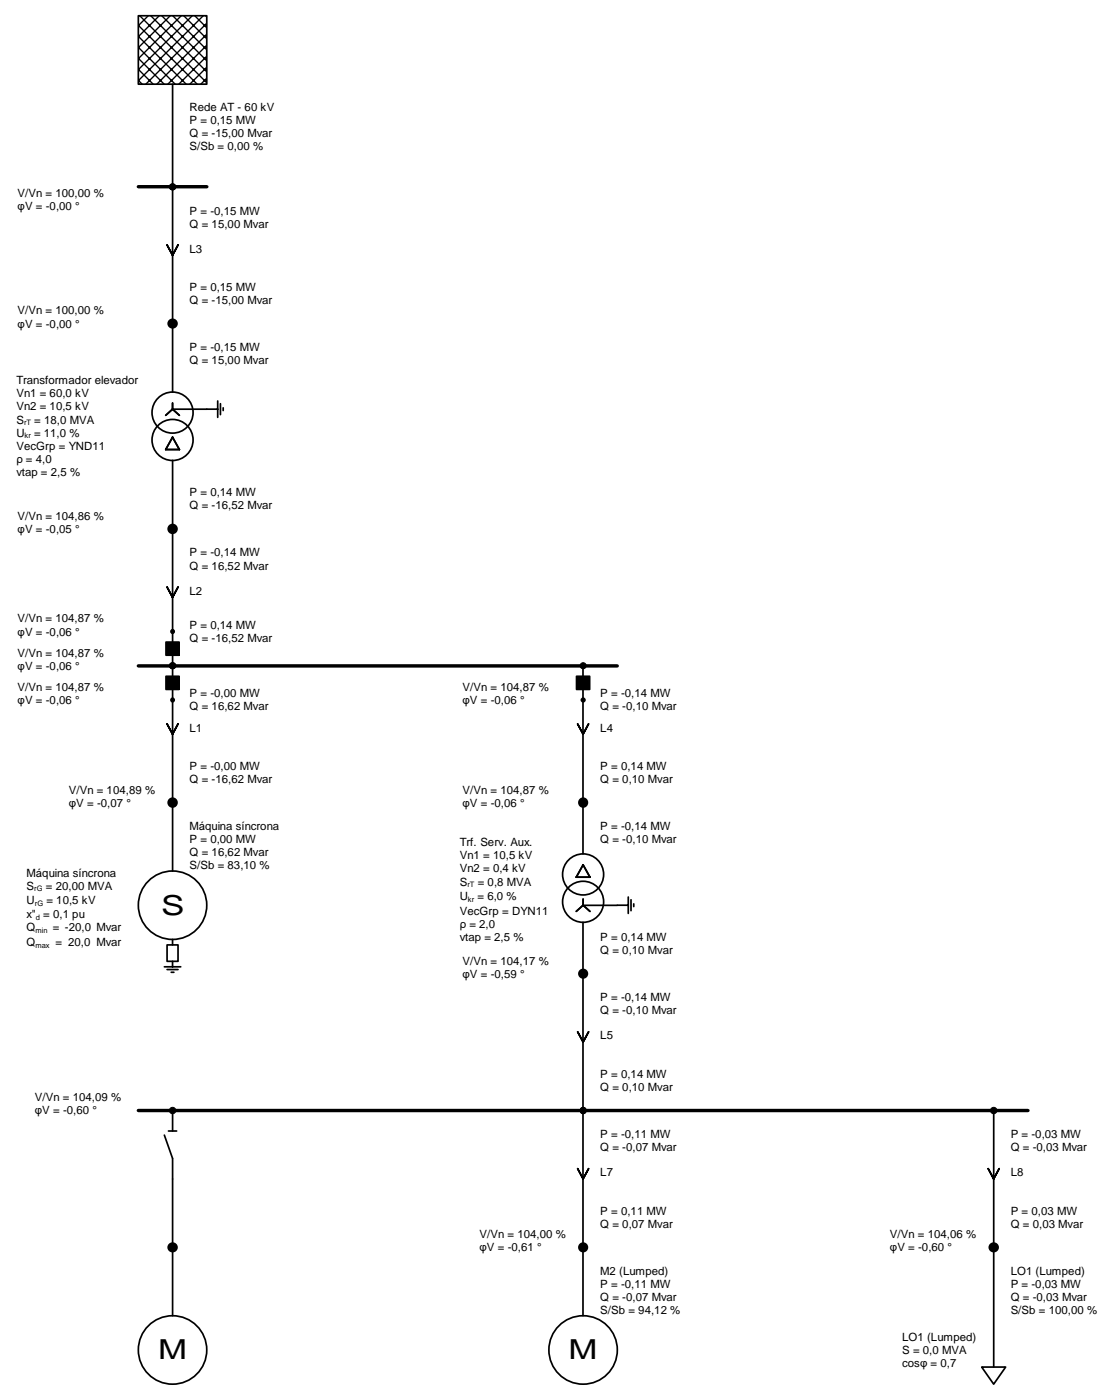 Rede AT - 60 kV
P = 0,15 MW
Q = -15,00 Mvar
S/Sb = 0,00 %
V/Vn = 100,00 %
φV = -0,00 °
P = -0,15 MW
Q = 15,00 Mvar
L3
P = 0,15 MW
Q = -15,00 Mvar
V/Vn = 100,00 %
φV = -0,00 °
P = -0,15 MW
Q = 15,00 Mvar
Transformador elevador
Vn1 = 60,0 kV
Vn2 = 10,5 kV
SrT = 18,0 MVA
Ukr = 11,0 %
VecGrp = YND11
ρ = 4,0
vtap = 2,5 %
P = 0,14 MW
Q = -16,52 Mvar
V/Vn = 104,86 %
φV = -0,05 °
P = -0,14 MW
Q = 16,52 Mvar
L2
V/Vn = 104,87 %
φV = -0,06 °
P = 0,14 MW
Q = -16,52 Mvar
V/Vn = 104,87 %
φV = -0,06 °
V/Vn = 104,87 %
φV = -0,06 °
P = -0,00 MW
Q = 16,62 Mvar
L1
P = -0,00 MW
Q = -16,62 Mvar
V/Vn = 104,89 %
φV = -0,07 °
Máquina síncrona
P = 0,00 MW
Q = 16,62 Mvar
S/Sb = 83,10 %
Máquina síncrona
SrG = 20,00 MVA
UrG = 10,5 kV
x"d = 0,1 pu
Qmin = -20,0 Mvar
Qmax = 20,0 Mvar
S
V/Vn = 104,87 %
φV = -0,06 °
P = -0,14 MW
Q = -0,10 Mvar
L4
P = 0,14 MW
Q = 0,10 Mvar
V/Vn = 104,87 %
φV = -0,06 °
P = -0,14 MW
Q = -0,10 Mvar
Trf. Serv. Aux.
Vn1 = 10,5 kV
Vn2 = 0,4 kV
SrT = 0,8 MVA
Ukr = 6,0 %
VecGrp = DYN11
ρ = 2,0
vtap = 2,5 %
P = 0,14 MW
Q = 0,10 Mvar
V/Vn = 104,17 %
φV = -0,59 °
P = -0,14 MW
Q = -0,10 Mvar
L5
P = 0,14 MW
Q = 0,10 Mvar
V/Vn = 104,09 %
φV = -0,60 °
M
P = -0,11 MW
Q = -0,07 Mvar
L7
P = 0,11 MW
Q = 0,07 Mvar
V/Vn = 104,00 %
φV = -0,61 °
M2 (Lumped)
P = -0,11 MW
Q = -0,07 Mvar
S/Sb = 94,12 %
M
P = -0,03 MW
Q = -0,03 Mvar
L8
P = 0,03 MW
Q = 0,03 Mvar
V/Vn = 104,06 %
φV = -0,60 °
LO1 (Lumped)
P = -0,03 MW
Q = -0,03 Mvar
S/Sb = 100,00 %
LO1 (Lumped)
S = 0,0 MVA
cosφ = 0,7